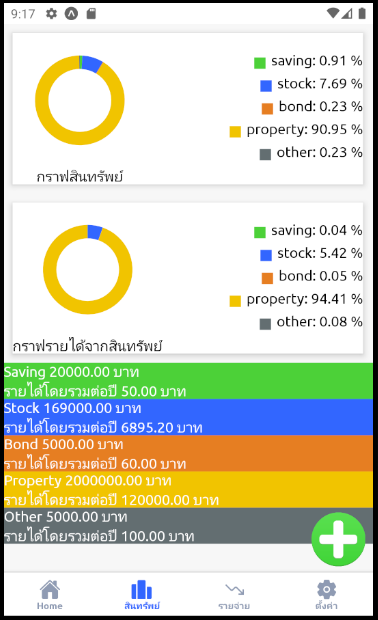 9:17
saving: 0.91 %
stock: 7.69 %
bond: 0.23 %
property: 90.95 %
other: 0.23 %
กราฟสินทรัพย์
saving: 0.04 %
stock: 5.42 %
bond: 0.05 %
property: 94.41 %
other: 0.08 %
กราฟรายได้จากสินทรัพย์
Saving 20000.00 บาท
รายได้โดยรวมต่อปี 50.00 บาท
Stock 169000.00 บาท
รายได้โดยรวมต่อปี 6895.20 บาท
Bond 5000.00 บาท
รายได้โดยรวมต่อปี 60.00 บาท
Property 2000000.00 บาท
รายได้โดยรวมต่อปี 120000.00 บาท
Other 5000.00 บาท
รายได้โดยรวมต่อปี 100.00 บาท
Home สินทรัพย์ รายจ่าย ตั้งค่า